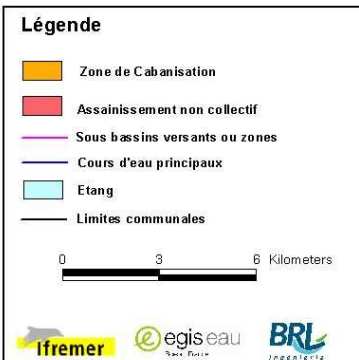 Légende
Zone de Cabanisation
Assainissement non collectif
Sous bassins versants ou zones
Cours d'eau principaux
Etang
Limites communales
0 3 6 Kilometers
Ifremer egis eau BRL
Ingénierie